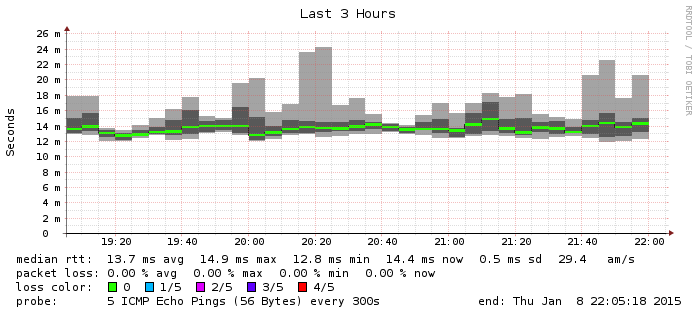 Last 3 Hours
RRDTOOL / TOBI OETIKER
Seconds
26 m
24 m
22 m
20 m
18 m
16 m
14 m
12 m
10 m
8 m
6 m
4 m
2 m
0
19:20 19:40 20:00 20:20 20:40 21:00 21:20 21:40 22:00
median rtt: 13.7 ms avg 14.9 ms max 12.8 ms min 14.4 ms now 0.5 ms sd 29.4 am/s
packet loss: 0.00 % avg 0.00 % max 0.00 % min 0.00 % now
loss color: 0 1/5 2/5 3/5 4/5
probe: 5 ICMP Echo Pings (56 Bytes) every 300s end: Thu Jan 8 22:05:18 2015